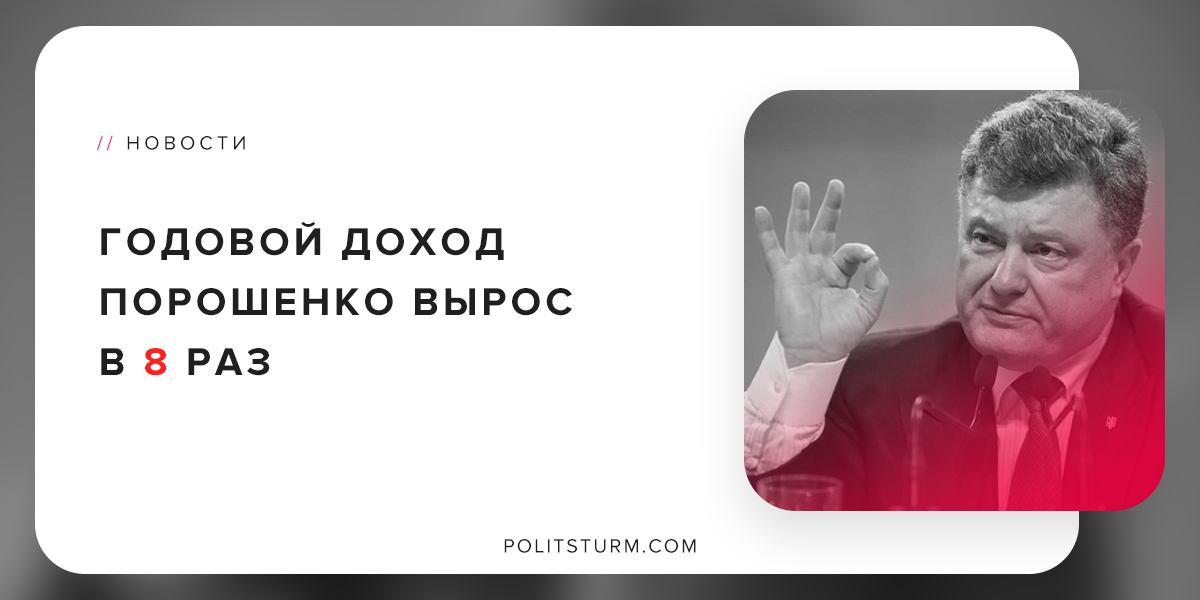 // НОВОСТИ
ГОДОВОЙ ДОХОД
ПОРОШЕНКО ВЫРОС
В 8 РАЗ
POLITSTURM.COM